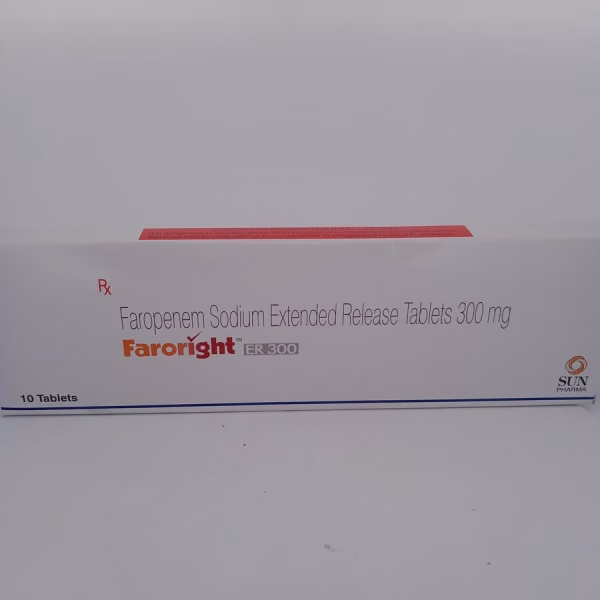 Rx
Faropenem Sodium Extended Release Tablets 300 mg
Faroright™ ER 300
10 Tablets
SUN
PHARMA